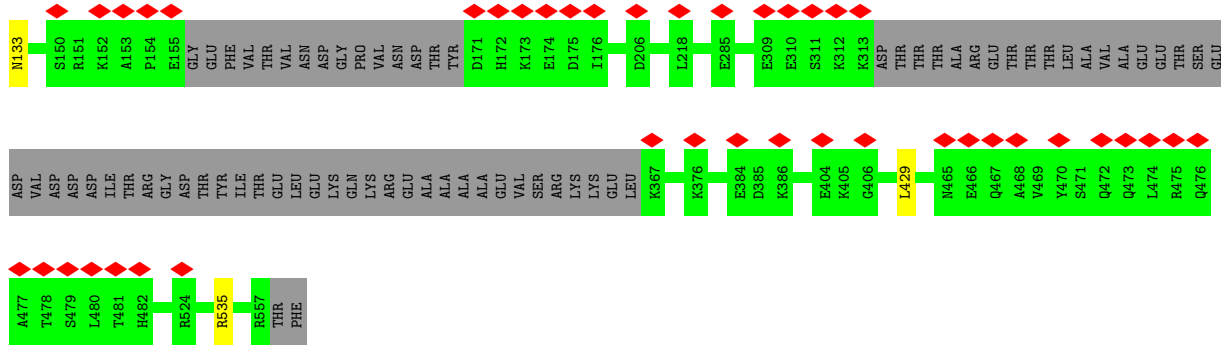 N133 S150 R151 K152 A153 P154 E155 GLY GLU PHE VAL THR VAL ASN ASP GLY PRO VAL ASN ASP THR TYR D171 H172 K173 E174 D175 I176 D206 L218 E285 E309 E310 S311 K312 K313 ASP THR THR THR ALA ARG GLU THR THR THR LEU ALA VAL ALA GLU GLU THR SER GLU
ASP VAL ASP ASP ASP ILE THR ARG GLY ASP THR TYR ILE THR GLU LEU GLU LYS GLN LYS ARG GLU ALA ALA ALA ALA GLU VAL SER ARG LYS LYS GLU LEU K367 K376 E384 D385 K386 E404 K405 G406 L429 N465 E466 Q467 A468 V469 Y470 S471 Q472 Q473 L474 R475 Q476
A477 T478 S479 L480 T481 H482 R524 R535 R557 THR PHE